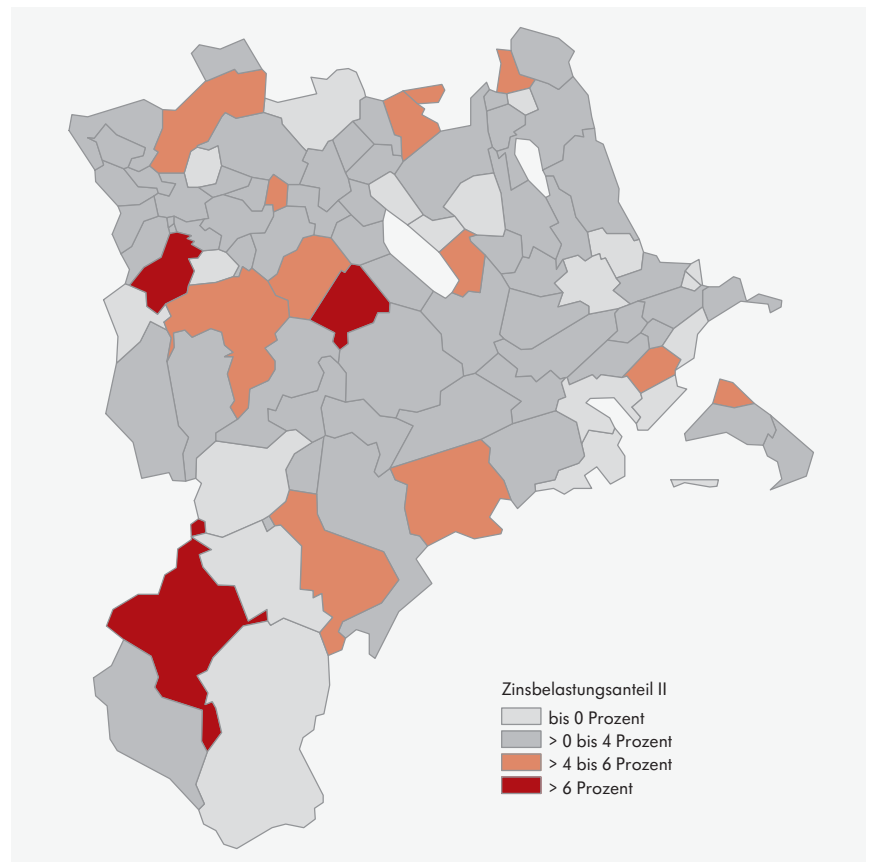 Zinsbelastungsanteil II
bis 0 Prozent
> 0 bis 4 Prozent
> 4 bis 6 Prozent
> 6 Prozent